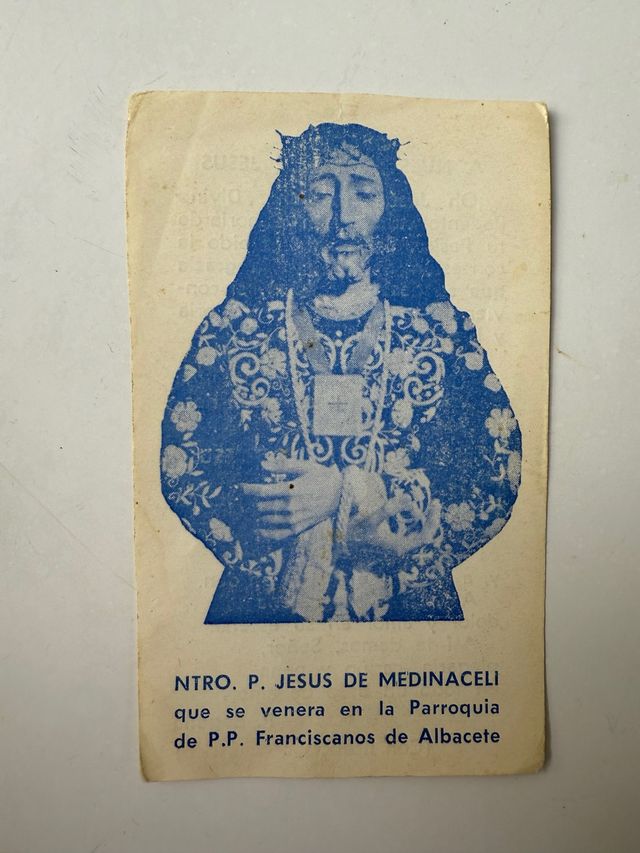 NTRO. P. JESUS DE MEDINACELI
que se venera en la Parroquia
de P.P. Franciscanos de Albacete